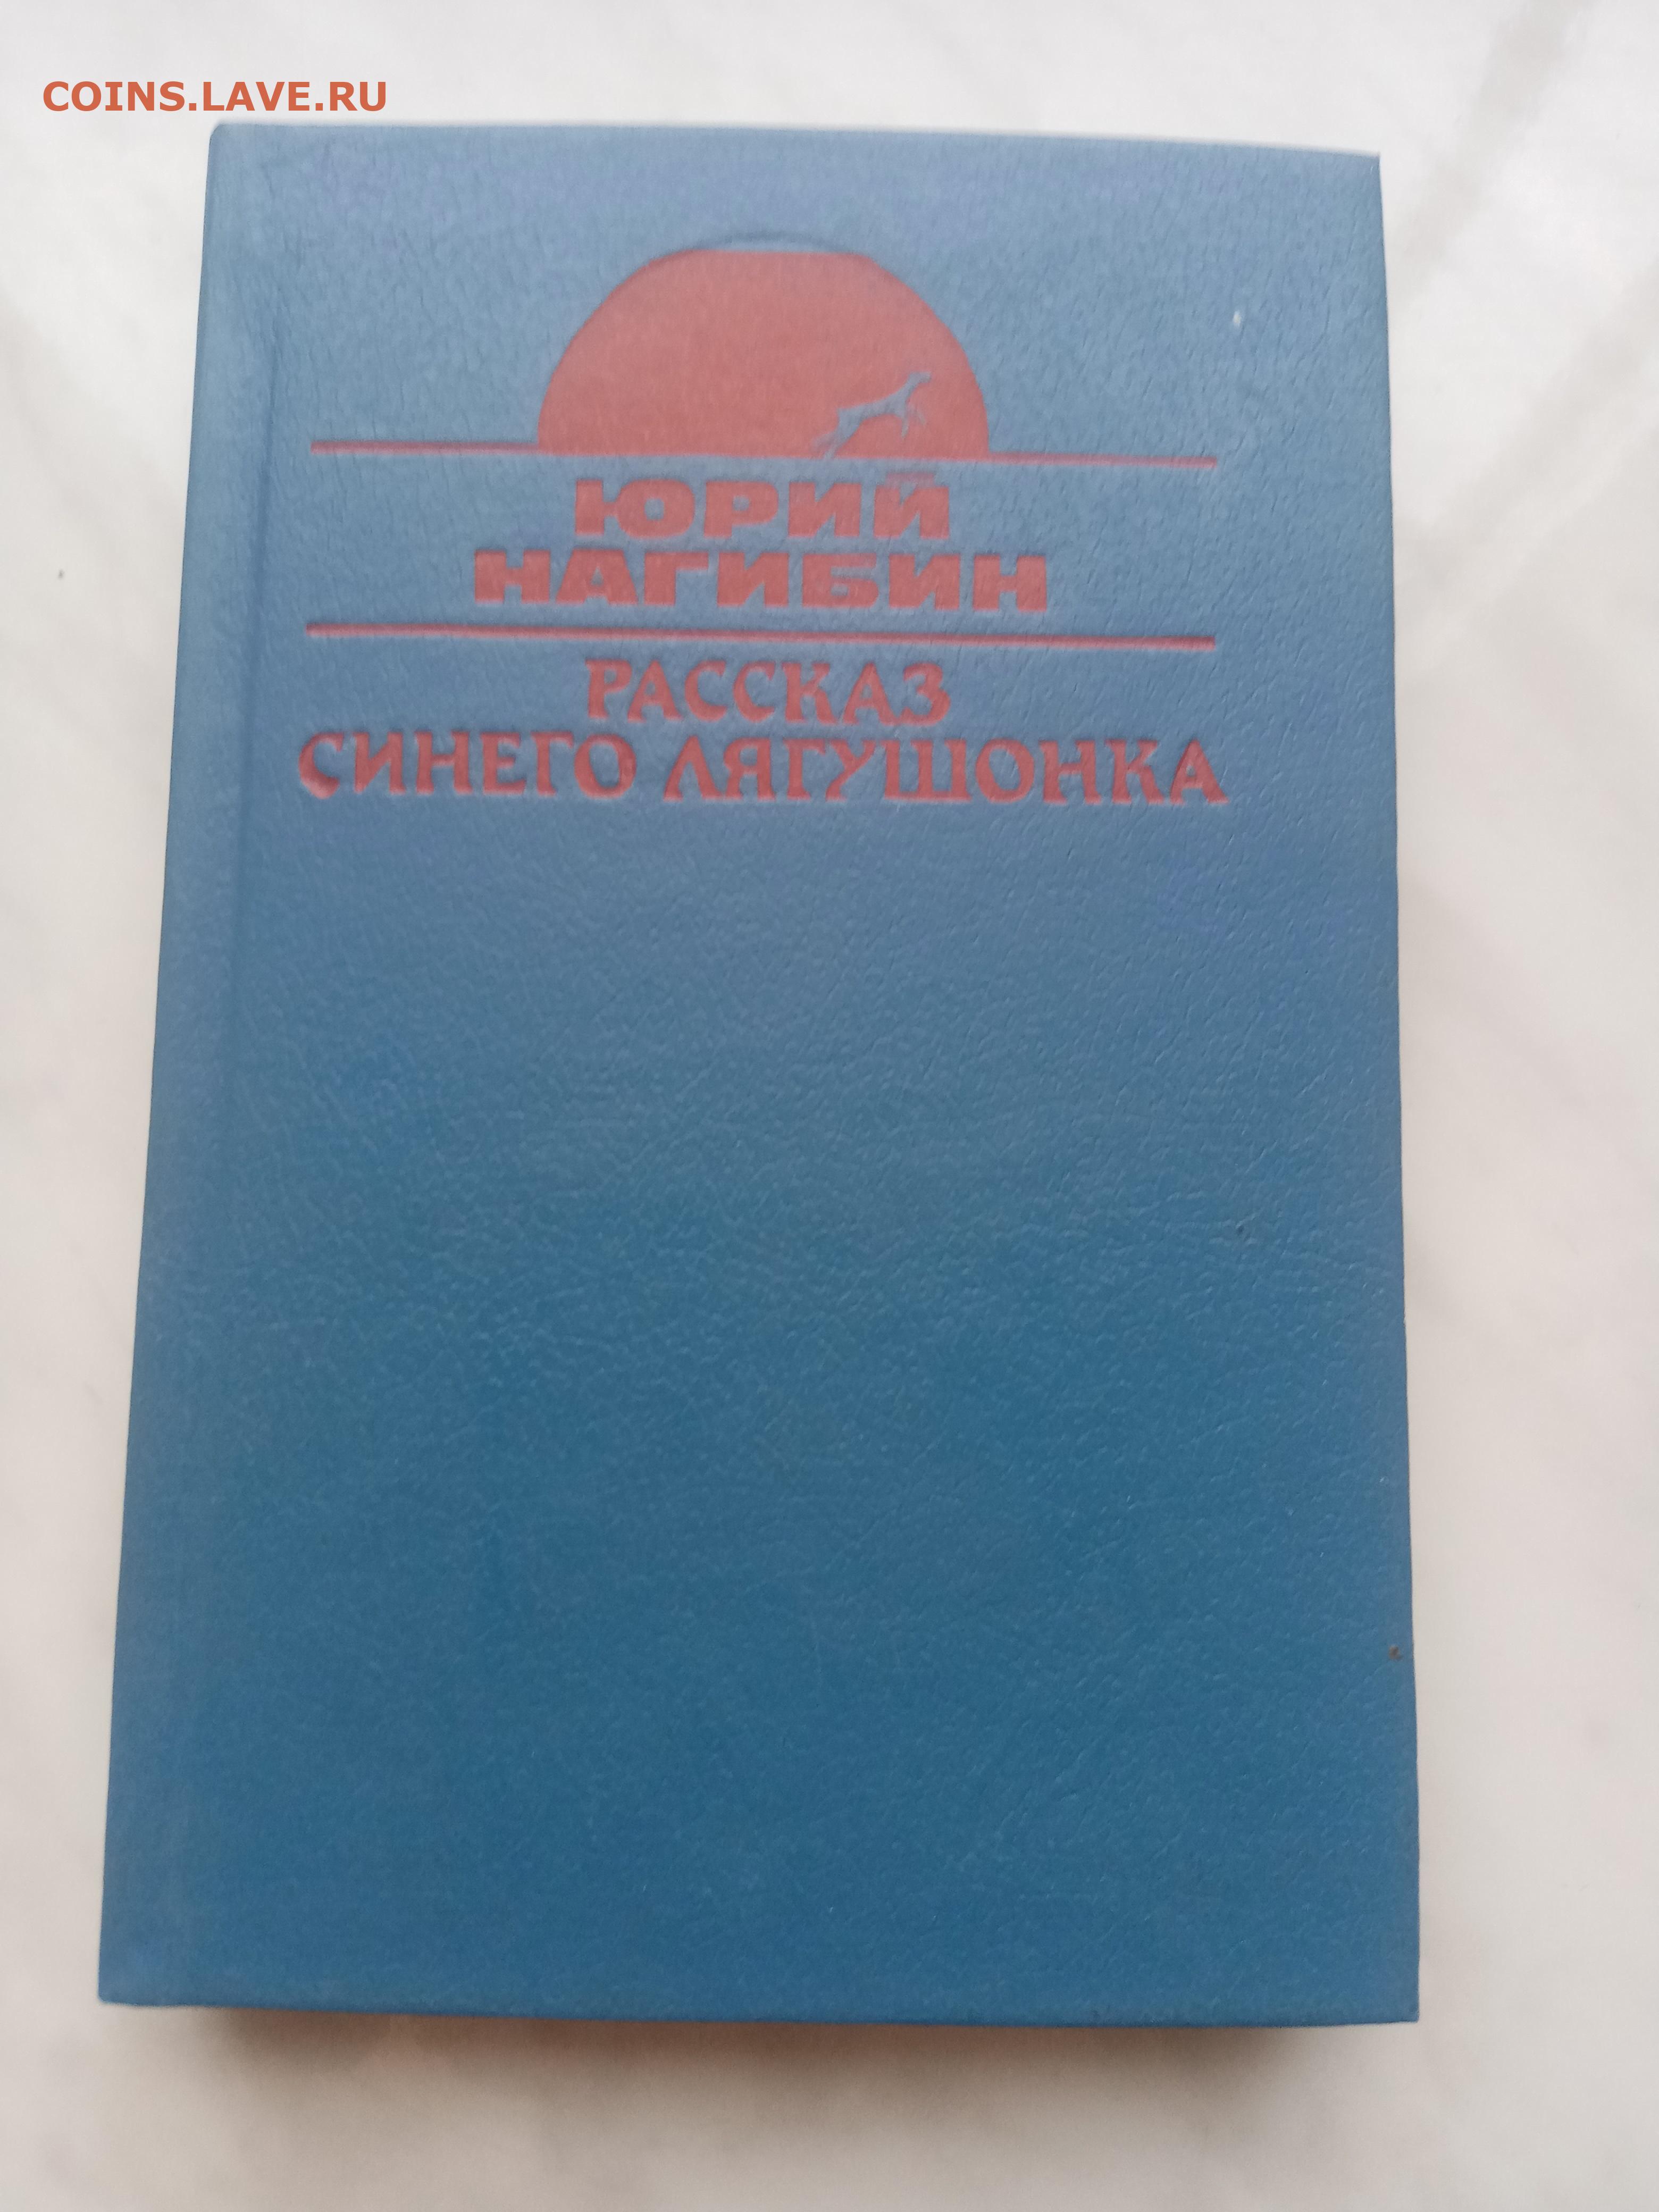 COINS.LAVE.RU
ЮРИЙ
НАГИБИН
РАССКАЗ
СИНЕГО ЛЯГУШОНКА